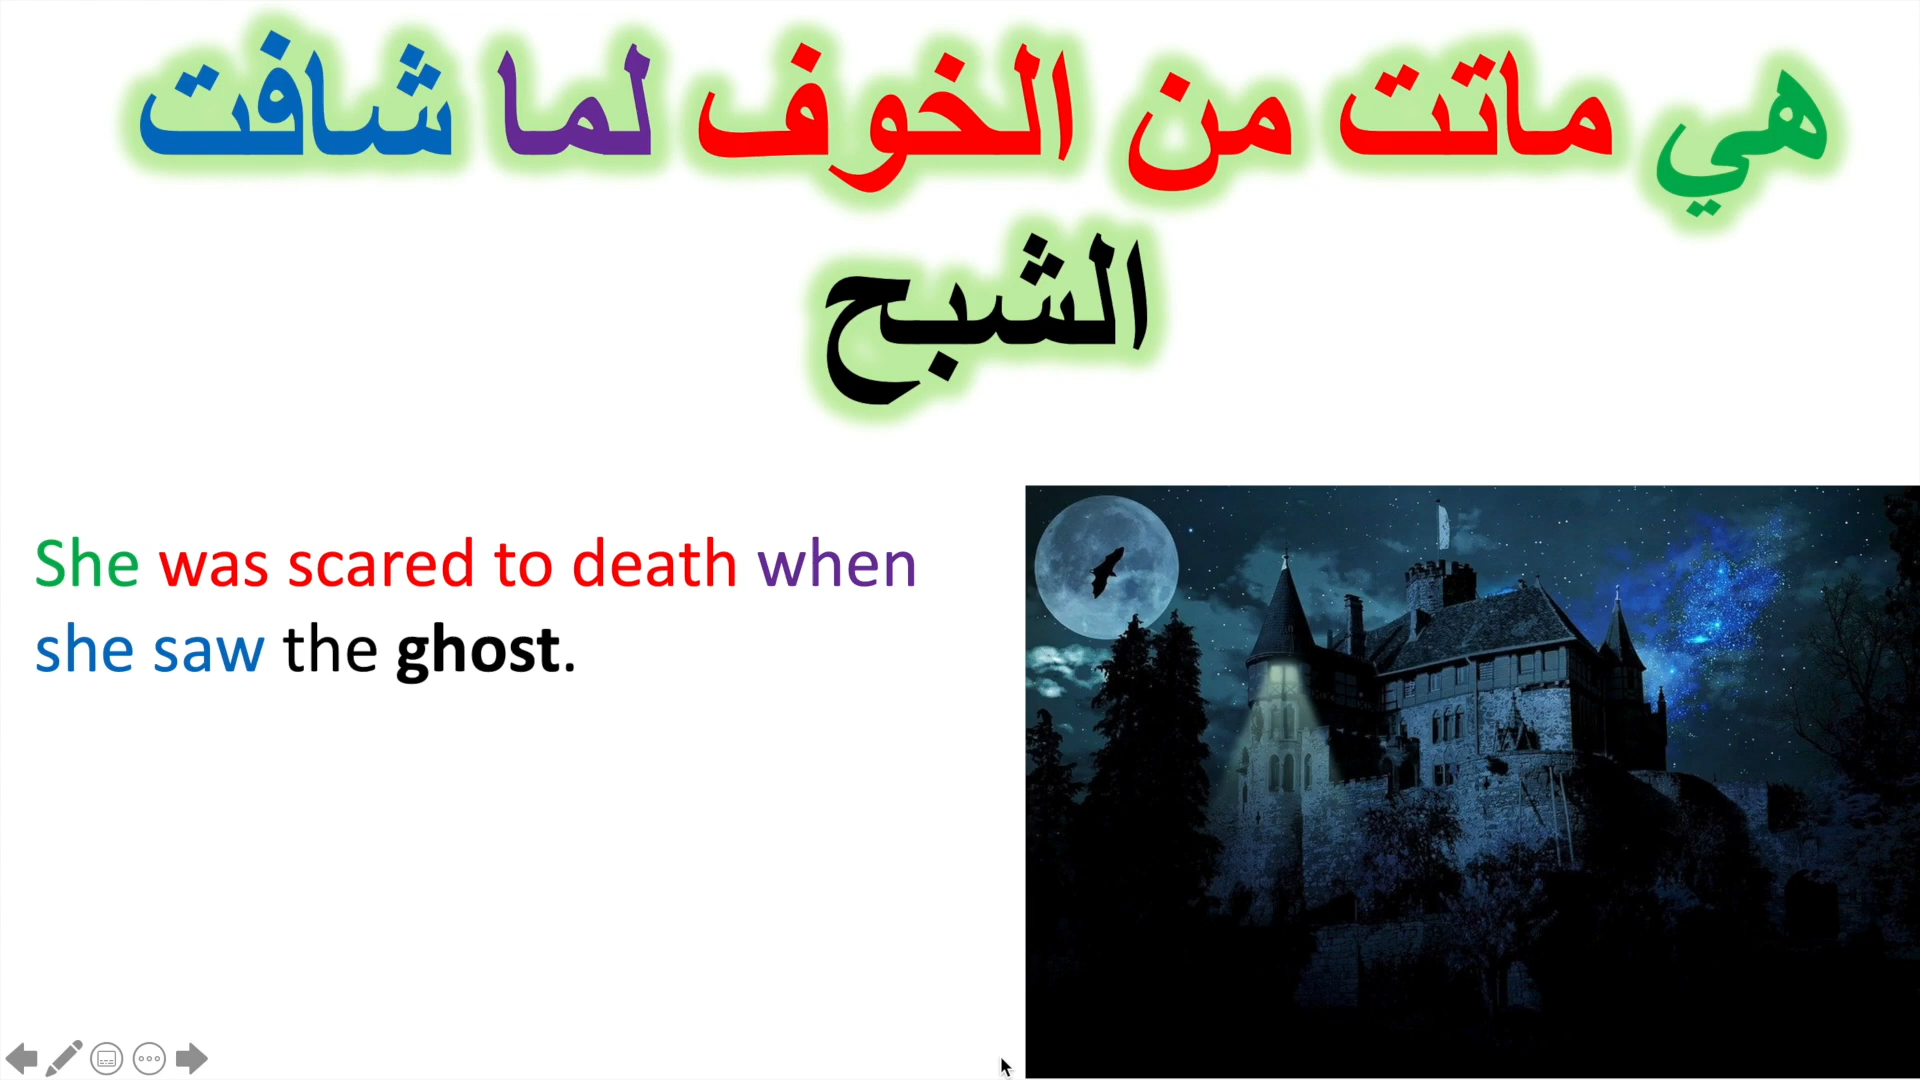 هي ماتت من الخوف لما شافت
الشبح
She was scared to death when
she saw the ghost.